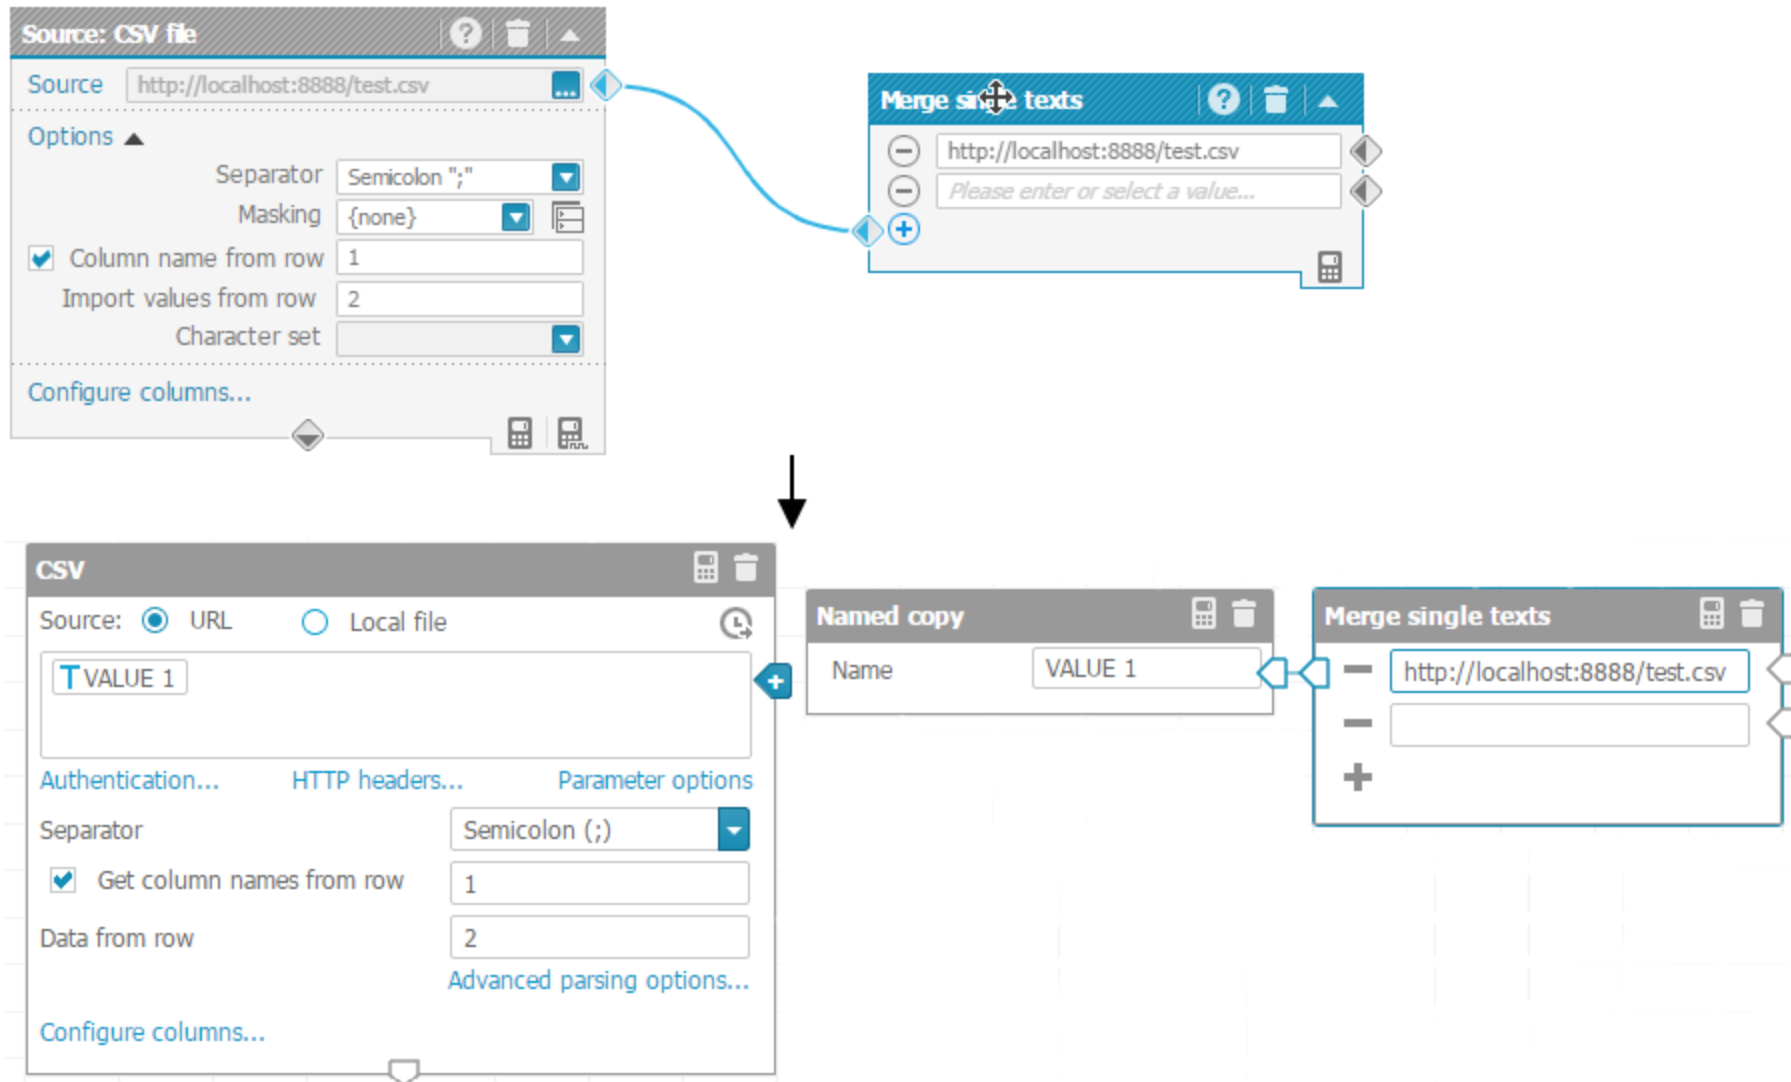 Source: CSV file
Source http://localhost:8888/test.csv ...
Options
Separator Semicolon ";"
Masking {none}
Column name from row 1
Import values from row 2
Character set
Configure columns...
Merge single texts
http://localhost:8888/test.csv
Please enter or select a value...
CSV
Source: URL Local file
T VALUE 1
Authentication... HTTP headers... Parameter options
Separator Semicolon (;)
Get column names from row 1
Data from row 2
Advanced parsing options...
Configure columns...
Named copy
Name VALUE 1
Merge single texts
http://localhost:8888/test.csv